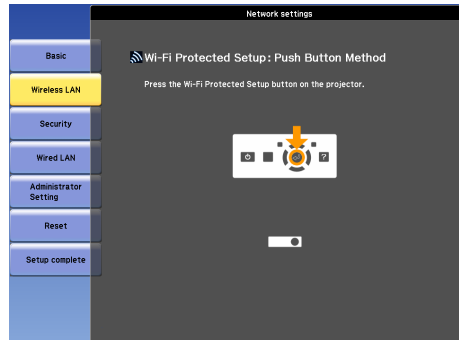 Network settings
Basic
Wi-Fi Protected Setup: Push Button Method
Wireless LAN
Press the Wi-Fi Protected Setup button on the projector.
Security
Wired LAN
?
Administrator
Setting
Reset
Setup complete